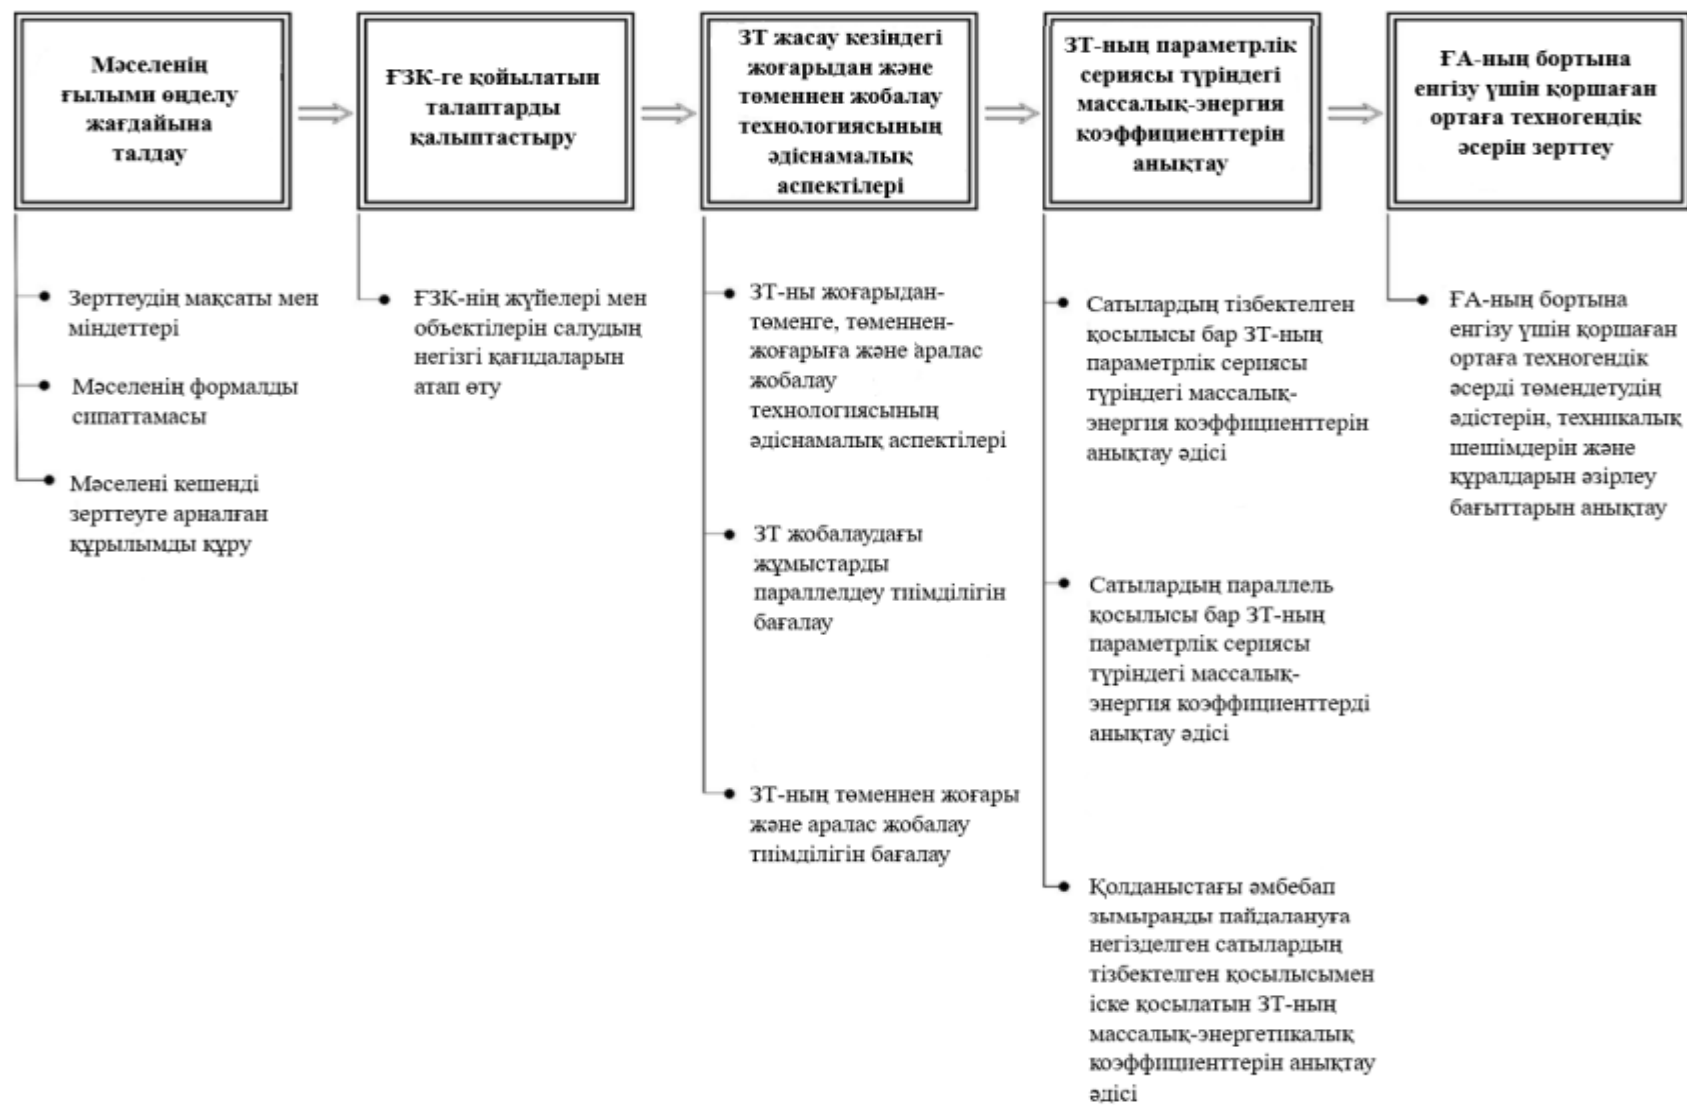 Мәселенің
ғылыми өңделу
жағдайына
талдау
ҒЗК-ге қойылатын
талаптарды
қалыптастыру
ЗТ жасау кезіндегі
жоғарыдан және
төменнен жобалау
технологиясының
әдіснамалық
аспектілері
ЗТ-ның параметрлік
сериясы түріндегі
массалық-энергия
коэффициенттерін
анықтау
ҒА-ның бортына
енгізу үшін қоршаған
ортаға техногендік
әсерін зерттеу
Зерттеудің мақсаты мен
міндеттері
Мәселенің формалды
сипаттамасы
Мәселені кешенді
зерттеуге арналған
құрылымды құру
ҒЗК-нің жүйелері мен
объектілерін салудың
негізгі қағидаларын
атап өту
ЗТ-ны жоғарыдан-
төменге, төменнен-
жоғарыға және аралас
жобалау
технологиясының
әдіснамалық аспектілері
ЗТ жобалаудағы
жұмыстарды
параллелдеу тиімділігін
бағалау
ЗТ-ның төменнен жоғары
және аралас жобалау
тиімділігін бағалау
Сатылардың тізбектелген
қосылысы бар ЗТ-ның
параметрлік сериясы
түріндегі массалық-
энергия коэффициенттерін
анықтау әдісі
Сатылардың параллель
қосылысы бар ЗТ-ның
параметрлік сериясы
түріндегі массалық-
энергия коэффициенттерді
анықтау әдісі
Қолданыстағы әмбебап
зымыранды пайдалануға
негізделген сатылардың
тізбектелген қосылысымен
іске қосылатын ЗТ-ның
массалық-энергетикалық
коэффициенттерін анықтау
әдісі
ҒА-ның бортына
енгізу үшін қоршаған
ортаға техногендік
әсерді төмендетудің
әдістерін, техникалық
шешімдерін және
құралдарын әзірлеу
бағыттарын анықтау